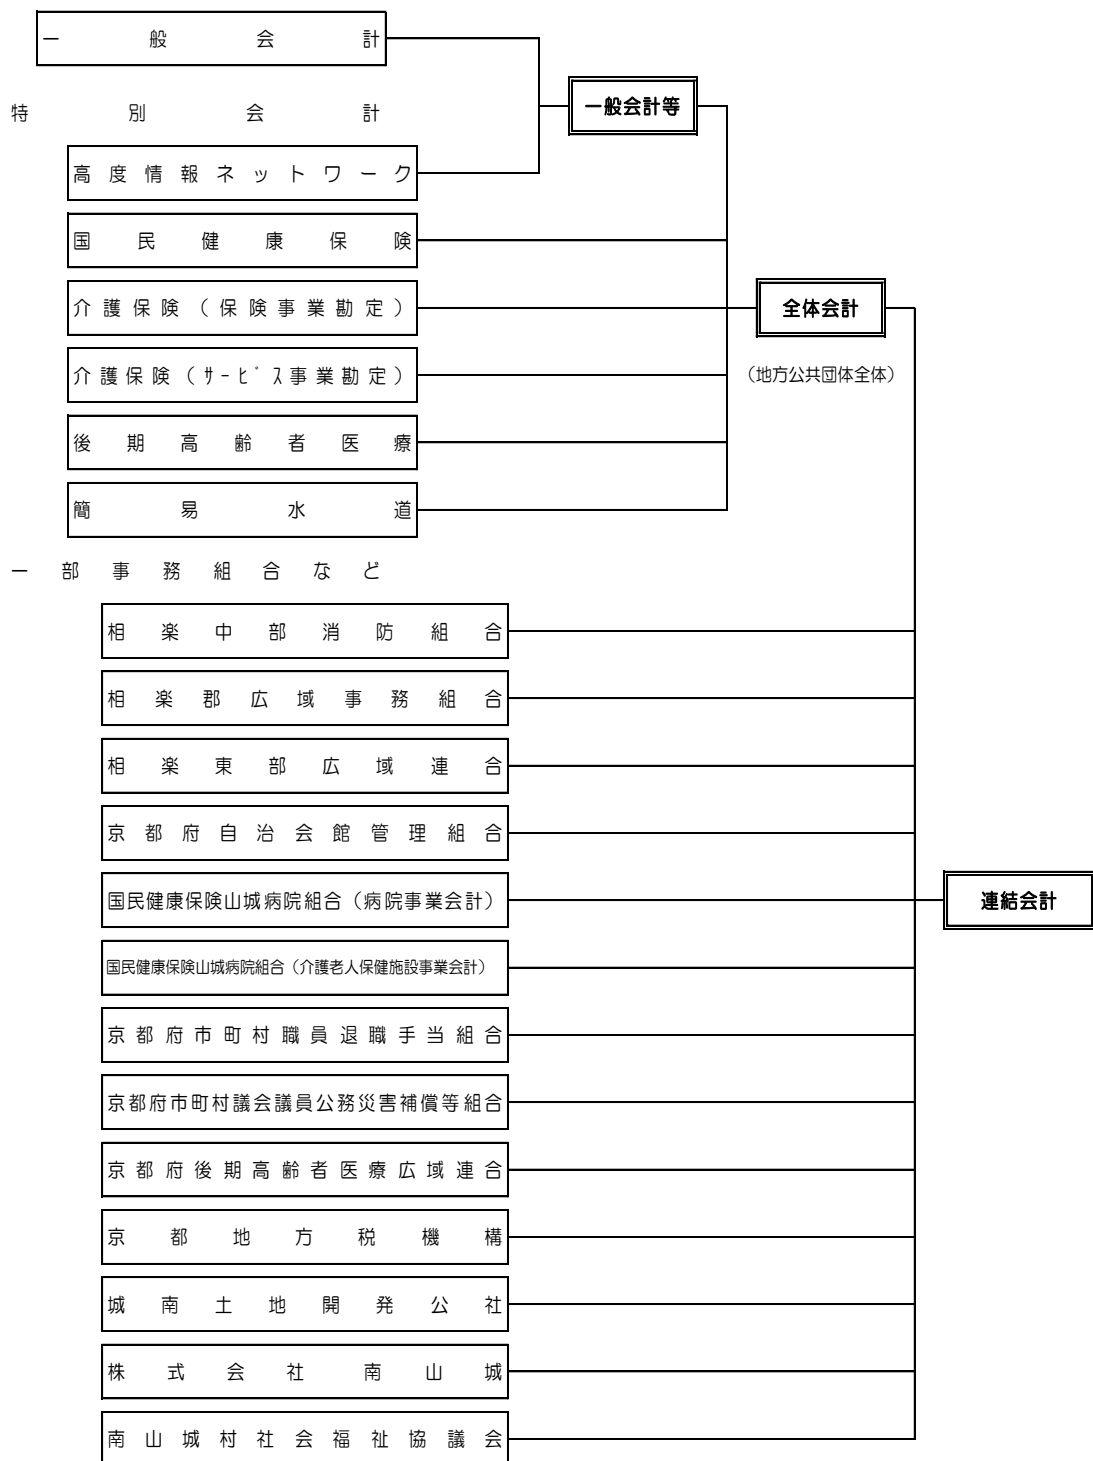 一般会計
一般会計等
特別会計
高度情報ネットワーク
国民健康保険
介護保険（保険事業勘定）
全体会計
介護保険（ｻｰﾋﾞｽ事業勘定）
（地方公共団体全体）
後期高齢者医療
簡易水道
一部事務組合など
相楽中部消防組合
相楽郡広域事務組合
相楽東部広域連合
京都府自治会館管理組合
国民健康保険山城病院組合（病院事業会計）
連結会計
国民健康保険山城病院組合（介護老人保健施設事業会計）
京都府市町村職員退職手当組合
京都府市町村議会議員公務災害補償等組合
京都府後期高齢者医療広域連合
京都地方税機構
城南土地開発公社
株式会社南山城
南山城村社会福祉協議会